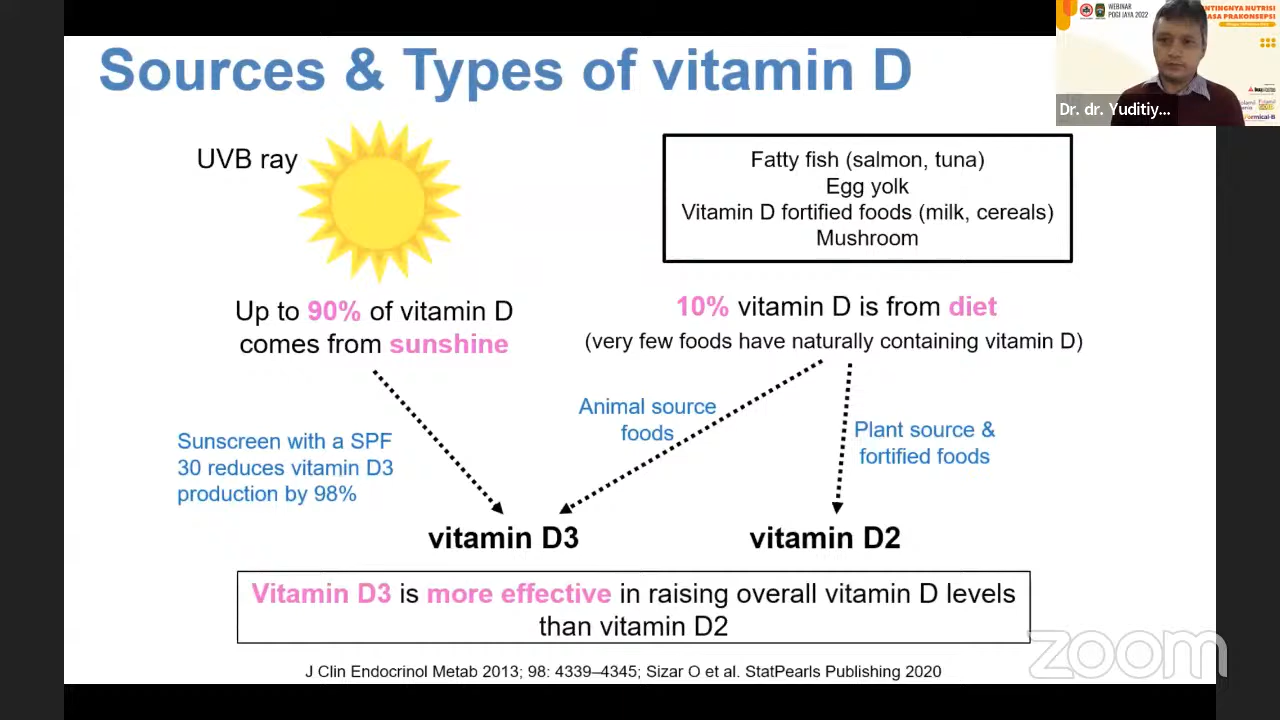 Sources & Types of vitamin D
WEBINAR
POGI JAYA 2022
NTINGNYA NUTRISI
ASA PRAKONSEPSI
Dr. dr. Yuditiy...
UVB ray
Fatty fish (salmon, tuna)
Egg yolk
Vitamin D fortified foods (milk, cereals)
Mushroom
Up to 90% of vitamin D
comes from sunshine
10% vitamin D is from diet
(very few foods have naturally containing vitamin D)
Sunscreen with a SPF
30 reduces vitamin D3
production by 98%
Animal source
foods
Plant source &
fortified foods
vitamin D3
vitamin D2
Vitamin D3 is more effective in raising overall vitamin D levels
than vitamin D2
J Clin Endocrinol Metab 2013; 98: 4339–4345; Sizar O et al. StatPearls Publishing 2020
zoom